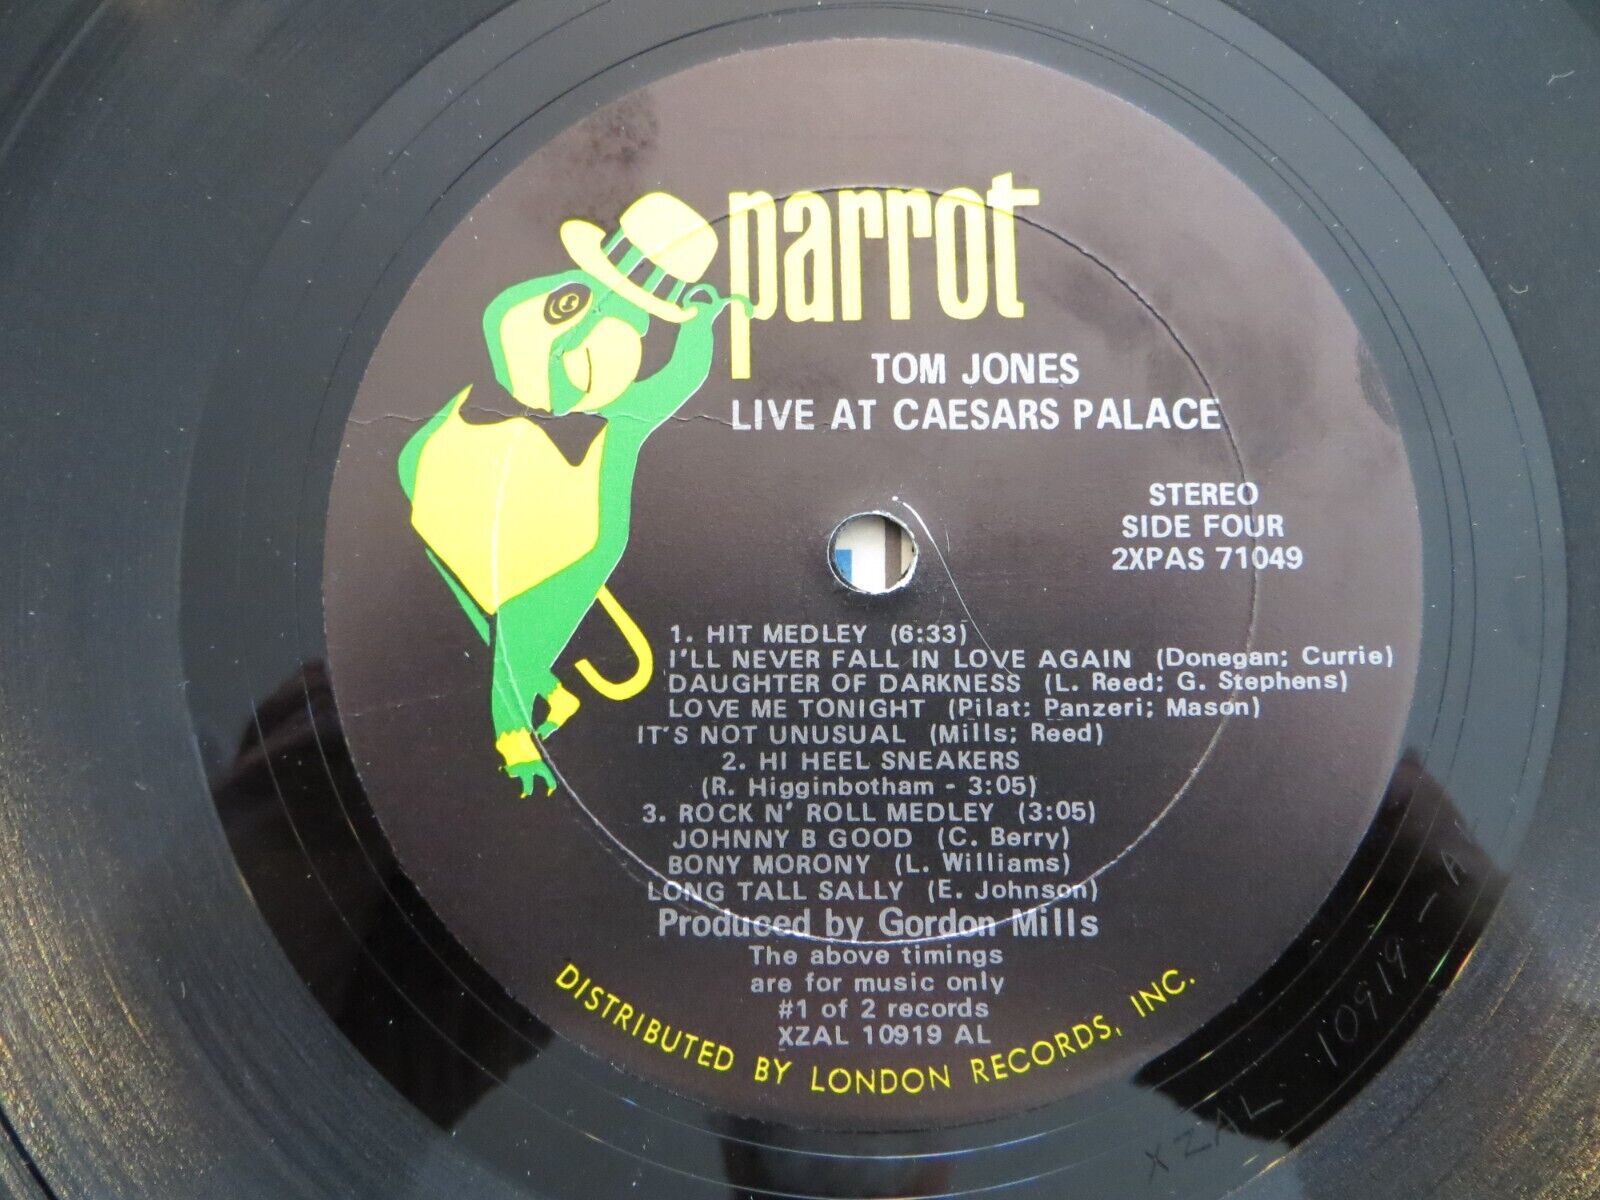 parrot
TOM JONES
LIVE AT CAESARS PALACE
STEREO
SIDE FOUR
2XPAS 71049
1. HIT MEDLEY (6:33)
I'LL NEVER FALL IN LOVE AGAIN (Donegan; Currie)
DAUGHTER OF DARKNESS (L. Reed; G. Stephens)
LOVE ME TONIGHT (Pilat; Panzeri; Mason)
IT'S NOT UNUSUAL (Mills; Reed)
2. HI HEEL SNEAKERS
(R. Higginbotham - 3:05)
3. ROCK N' ROLL MEDLEY (3:05)
JOHNNY B GOOD (C. Berry)
BONY MORONY (L. Williams)
LONG TALL SALLY (E. Johnson)
Produced by Gordon Mills
The above timings
are for music only
#1 of 2 records
XZAL 10919 AL
DISTRIBUTED BY LONDON RECORDS, INC.
XZAL 10919 - A